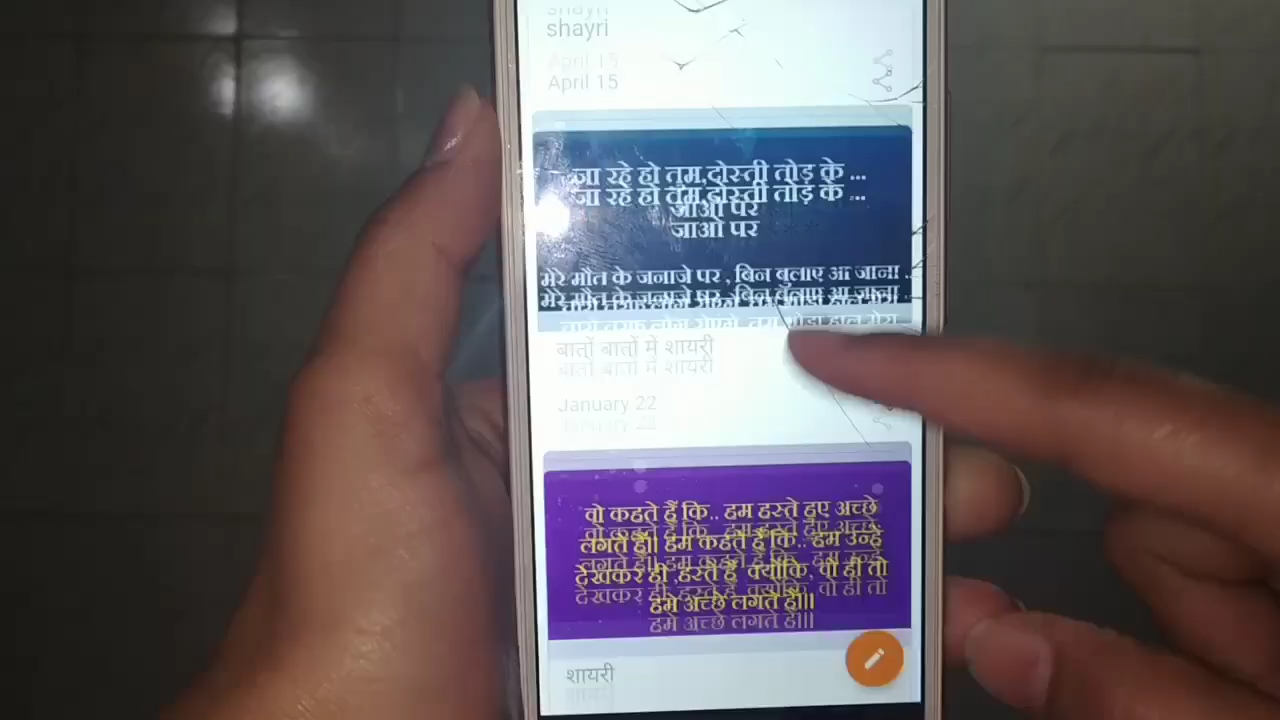 shayri
April 15
जा रहे हो तुम,दोस्ती तोड़ के ...
जाओ पर
मेरे मौत के जनाजे पर , बिन बुलाए आ जाना ..
बातों बातों में शायरी
January 22
वो कहते हैं कि.. हम हस्ते हुए अच्छे
लगते हैं।। हम कहते हैं कि.. हम उन्हें
देखकर ही ,हस्ते हैं क्योकि, वो ही तो
हमे अच्छे लगते हैं।।।
शायरी